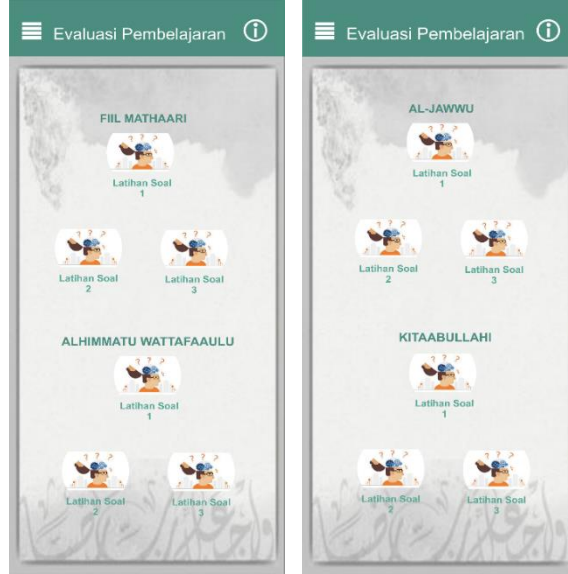 Evaluasi Pembelajaran
FIIL MATHAARI
Latihan Soal
1
Latihan Soal
2
Latihan Soal
3
ALHIMMATU WATTAFAAULU
Latihan Soal
1
Latihan Soal
2
Latihan Soal
3
Evaluasi Pembelajaran
AL-JAWWU
Latihan Soal
1
Latihan Soal
2
Latihan Soal
3
KITAABULLAHI
Latihan Soal
1
Latihan Soal
2
Latihan Soal
3